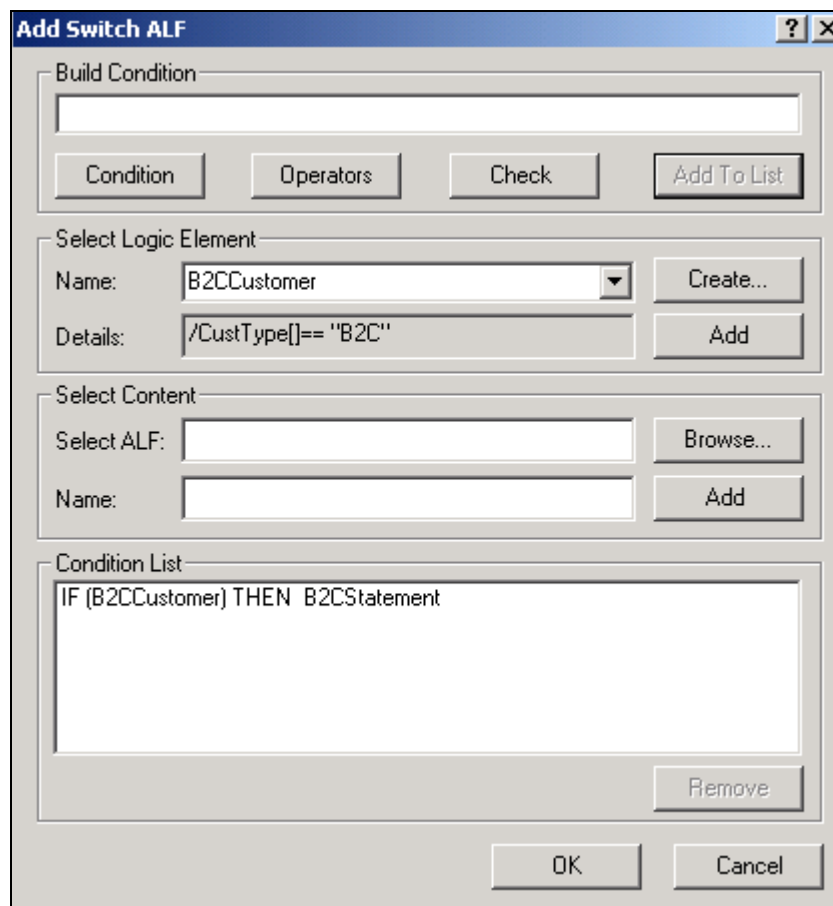 Add Switch ALF
Build Condition
Condition Operators Check Add To List
Select Logic Element
Name: B2CCustomer Create...
Details: /CustType[]== "B2C" Add
Select Content
Select ALF: Browse...
Name: Add
Condition List
IF (B2CCustomer) THEN  B2CStatement
Remove
OK Cancel